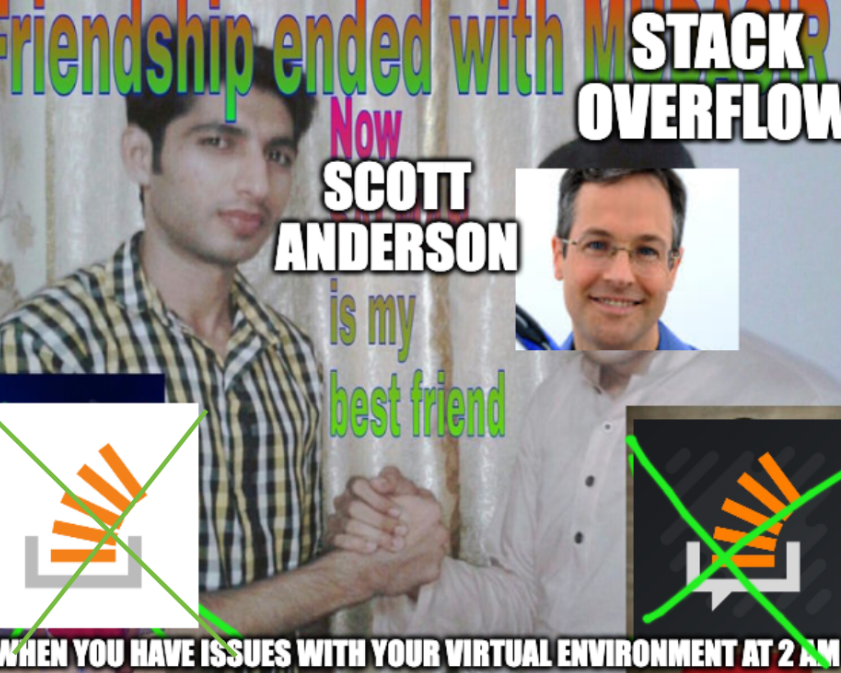 Friendship ended with
STACK
OVERFLOW
Now
SCOTT
ANDERSON
is my
best friend
WHEN YOU HAVE ISSUES WITH YOUR VIRTUAL ENVIRONMENT AT 2 AM